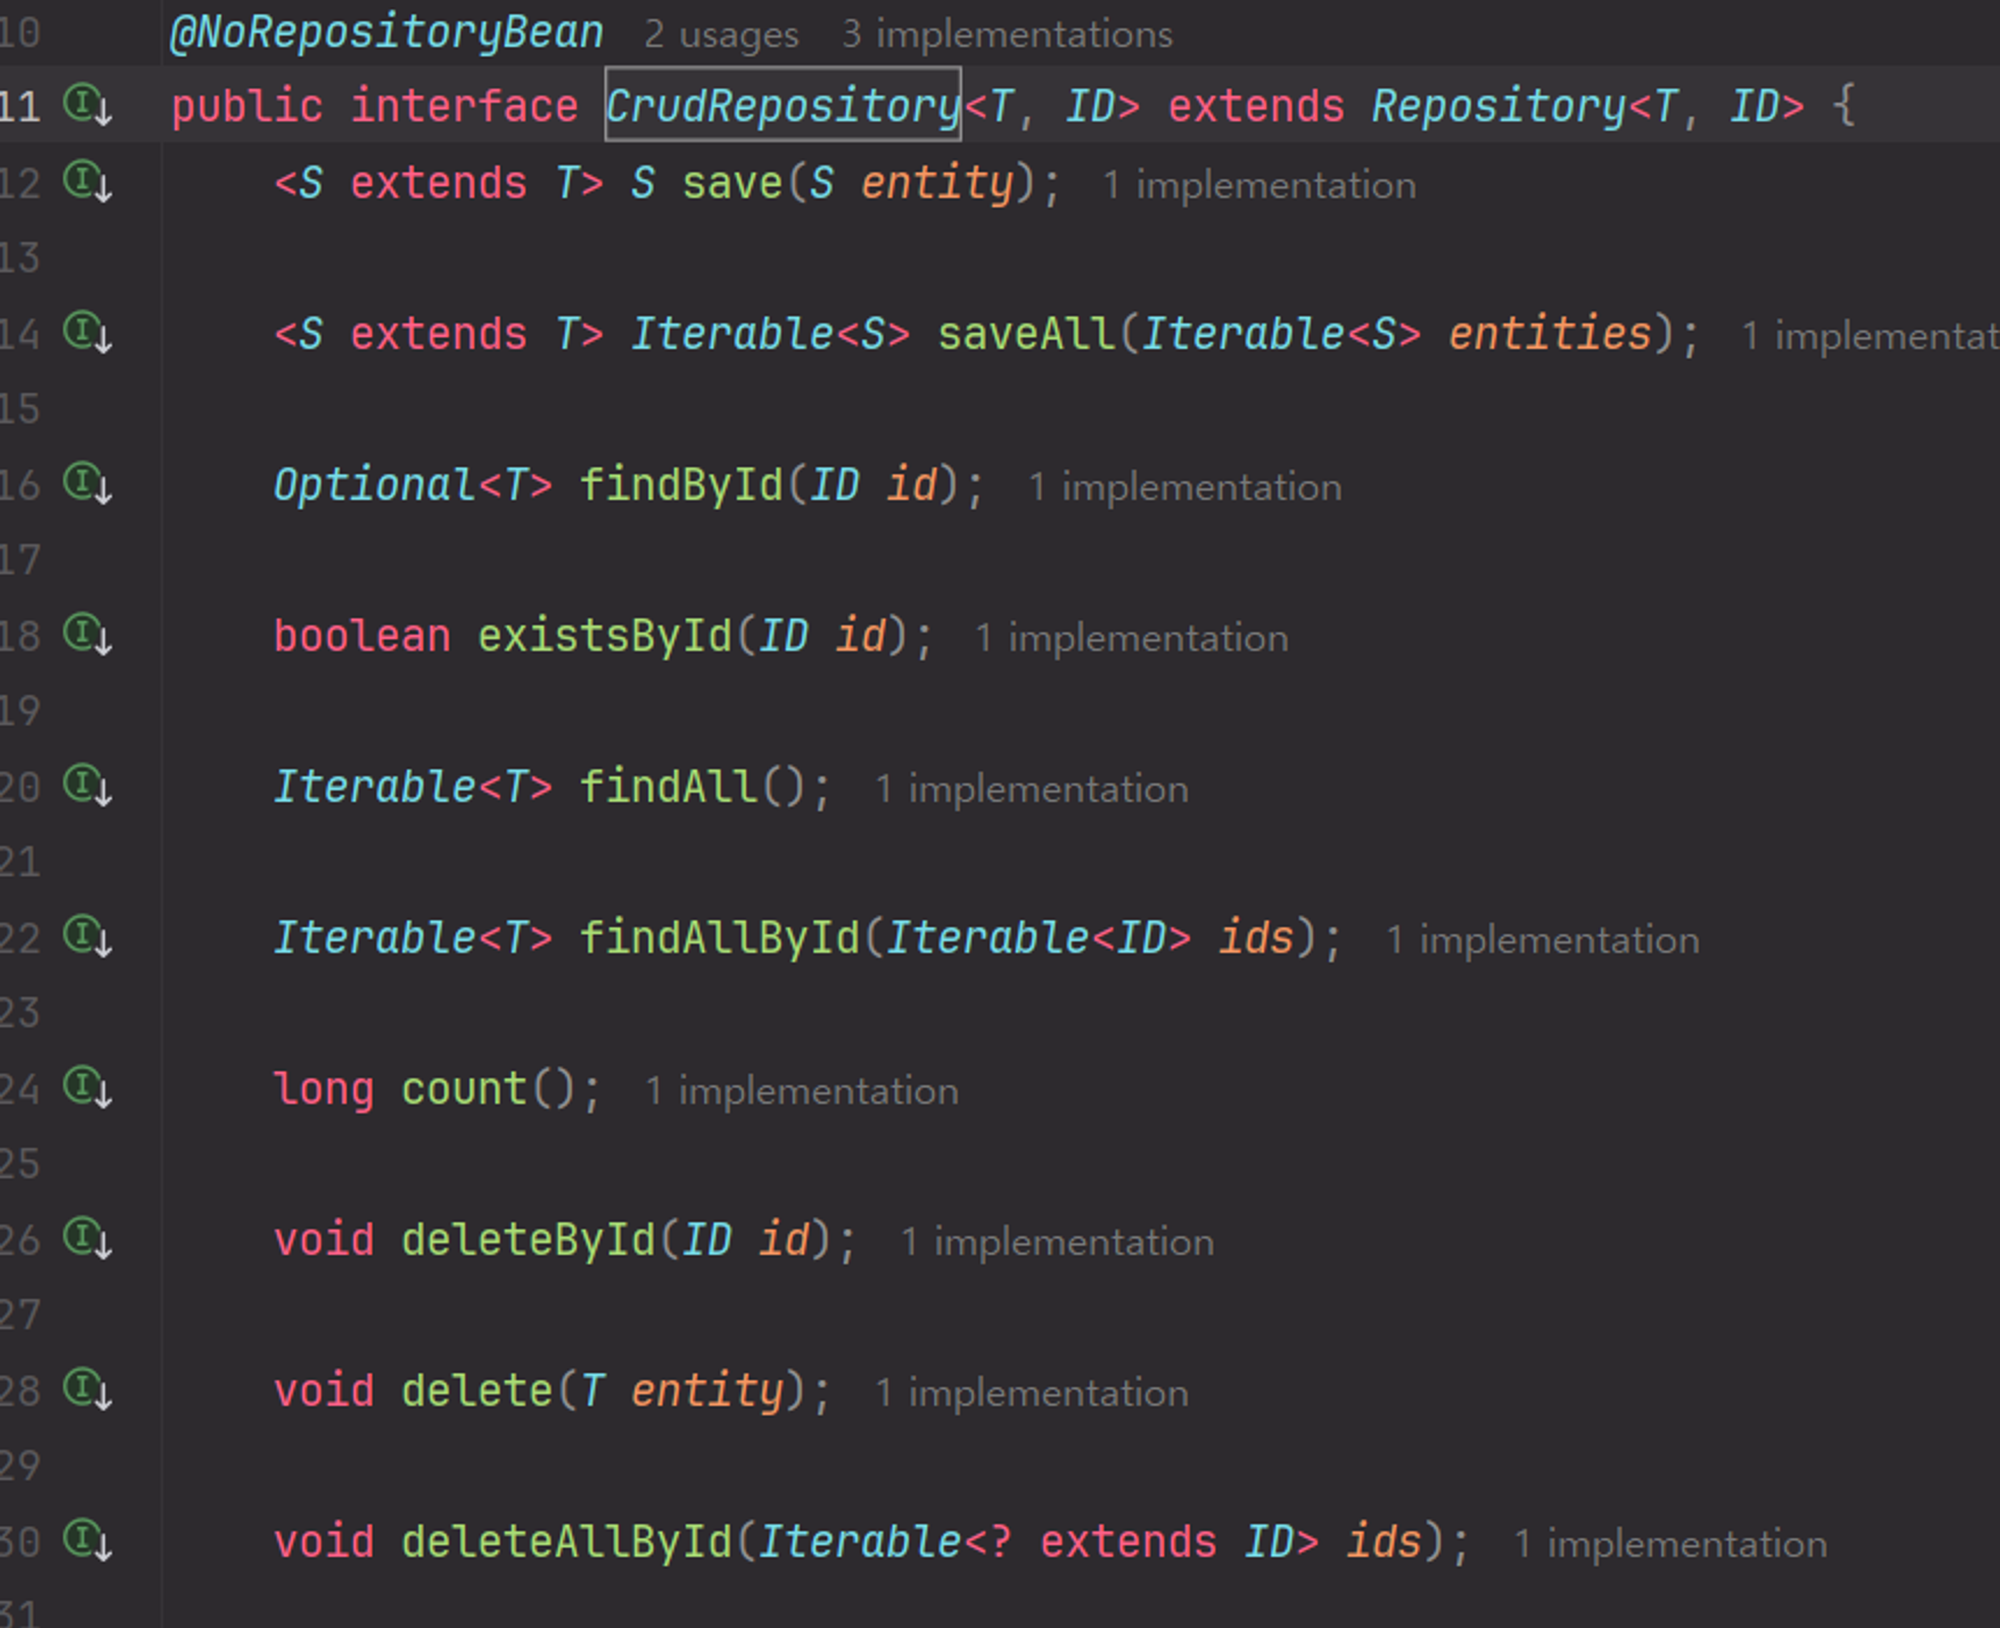 10 @NoRepositoryBean 2 usages 3 implementations
11 public interface CrudRepository<T, ID> extends Repository<T, ID> {
12 <S extends T> S save(S entity); 1 implementation
13
14 <S extends T> Iterable<S> saveAll(Iterable<S> entities); 1 implementat
15
16 Optional<T> findById(ID id); 1 implementation
17
18 boolean existsById(ID id); 1 implementation
19
20 Iterable<T> findAll(); 1 implementation
21
22 Iterable<T> findAllById(Iterable<ID> ids); 1 implementation
23
24 long count(); 1 implementation
25
26 void deleteById(ID id); 1 implementation
27
28 void delete(T entity); 1 implementation
29
30 void deleteAllById(Iterable<? extends ID> ids); 1 implementation
31